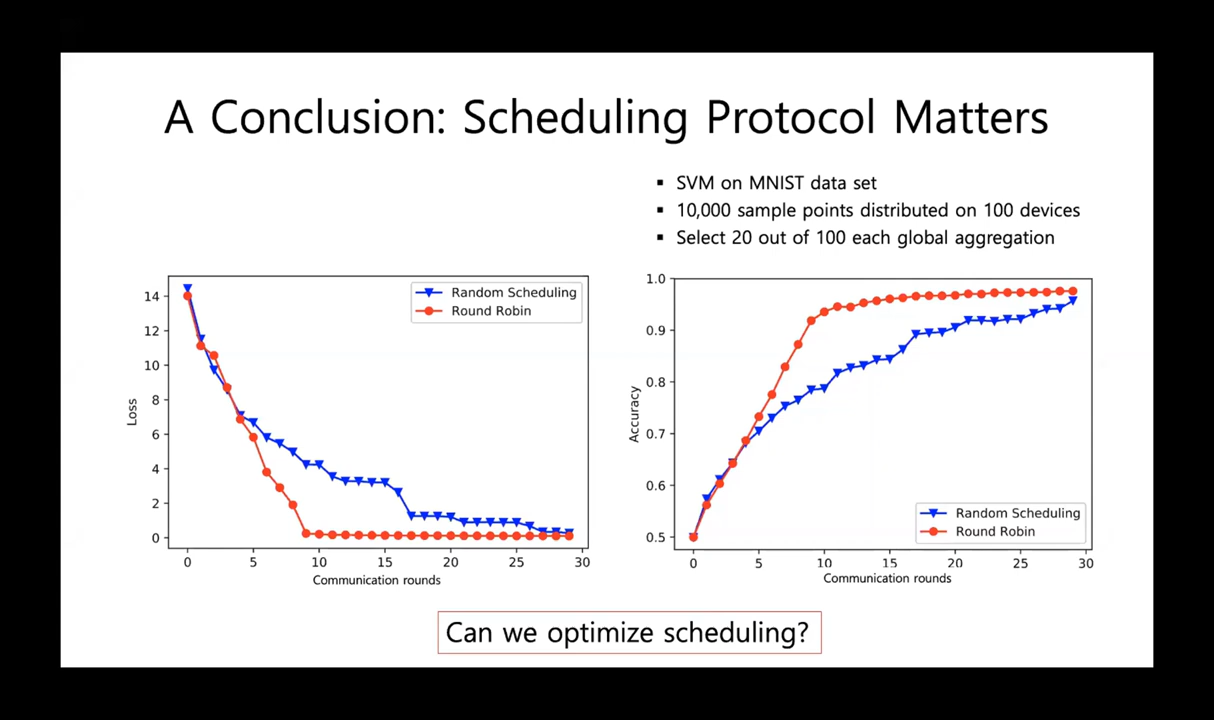 A Conclusion: Scheduling Protocol Matters
▪ SVM on MNIST data set
▪ 10,000 sample points distributed on 100 devices
▪ Select 20 out of 100 each global aggregation
Random Scheduling
Round Robin
Loss
14
12
10
8
6
4
2
0
0 5 10 15 20 25 30
Communication rounds
Accuracy
1.0
0.9
0.8
0.7
0.6
0.5
Random Scheduling
Round Robin
0 5 10 15 20 25 30
Communication rounds
Can we optimize scheduling?